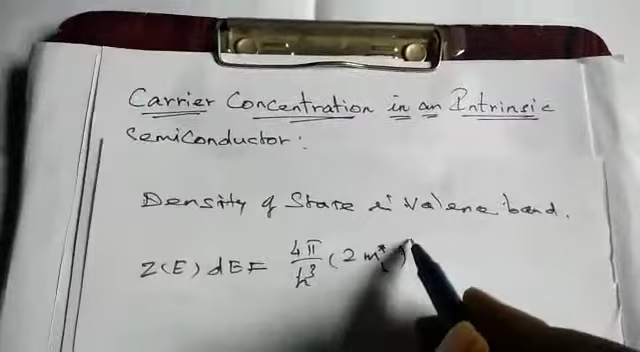 Carrier Concentration in an Intrinsic
Semiconductor:
Density of State in Valence band.
Z(E) dE = 4π/h³ (2m*)